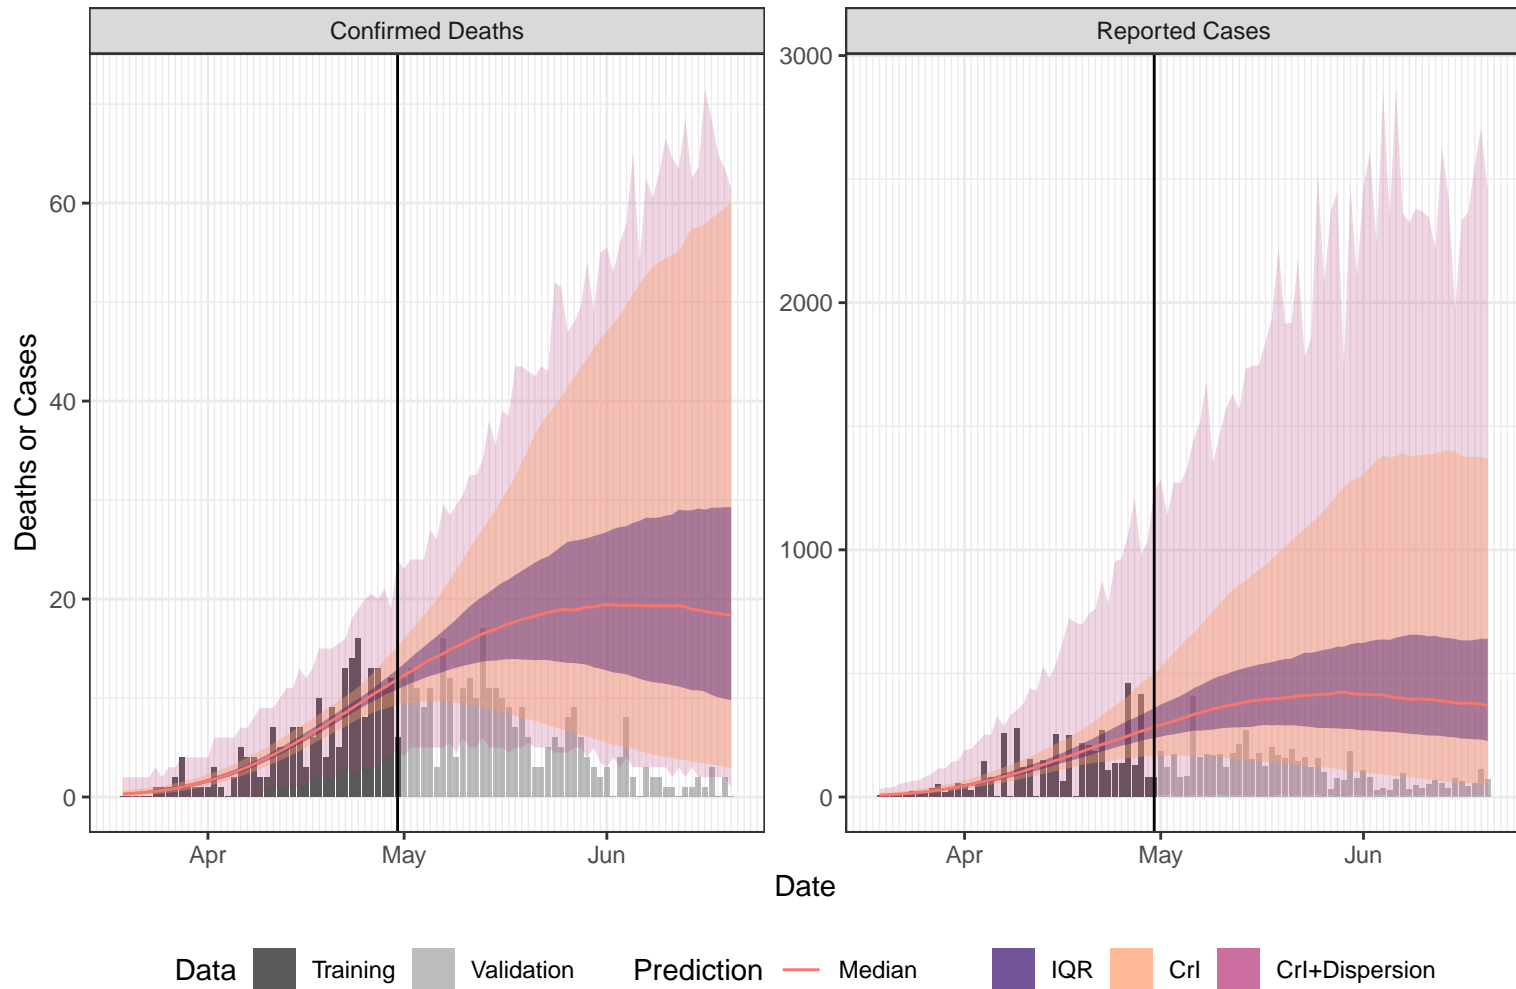 Confirmed Deaths
Reported Cases
Deaths or Cases
60
40
20
0
3000
2000
1000
0
Apr
May
Jun
Apr
May
Jun
Date
Data
Training
Validation
Prediction
Median
IQR
CrI
CrI+Dispersion